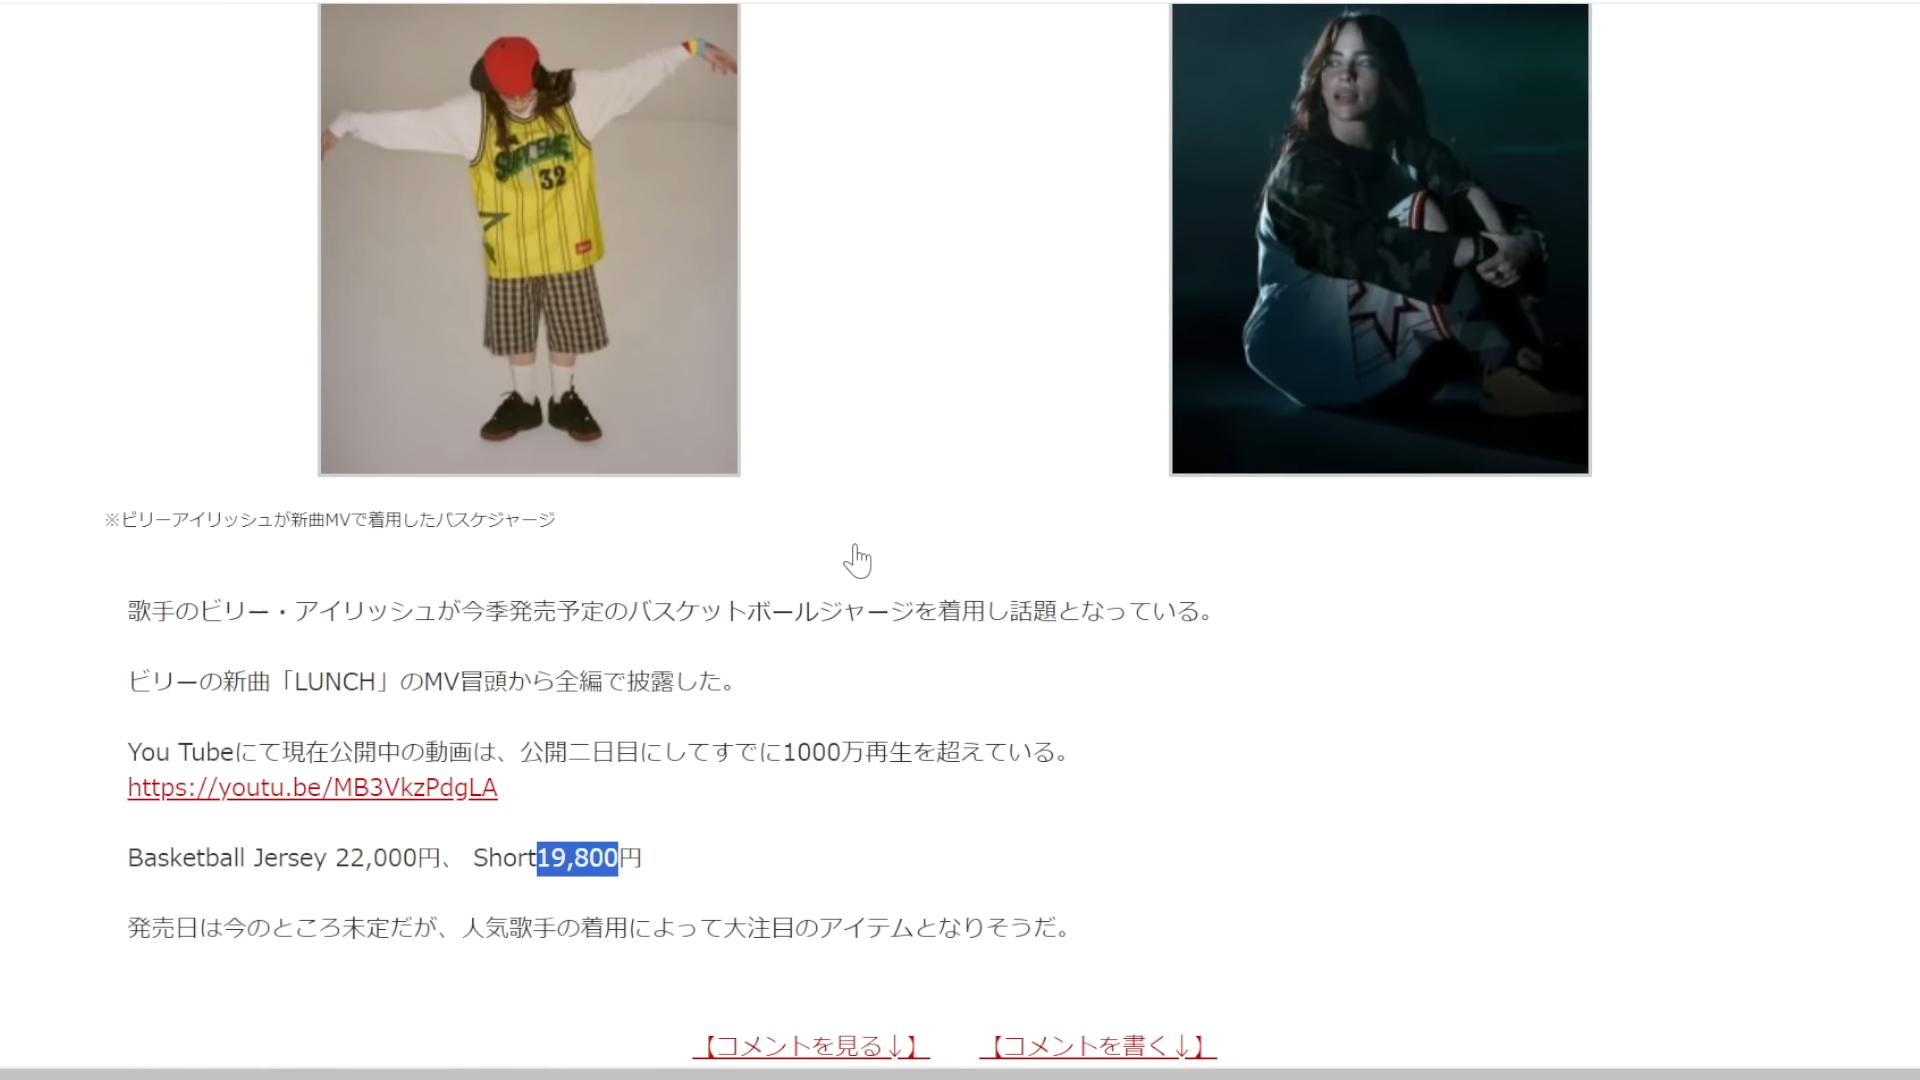 SUPREME
32
※ビリーアイリッシュが新曲MVで着用したバスケジャージ
歌手のビリー・アイリッシュが今季発売予定のバスケットボールジャージを着用し話題となっている。
ビリーの新曲「LUNCH」のMV冒頭から全編で披露した。
You Tubeにて現在公開中の動画は、公開二日目にしてすでに1000万再生を超えている。
https://youtu.be/MB3VkzPdgLA
Basketball Jersey 22,000円、 Short19,800円
発売日は今のところ未定だが、人気歌手の着用によって大注目のアイテムとなりそうだ。
【コメントを見る↓】 【コメントを書く↓】